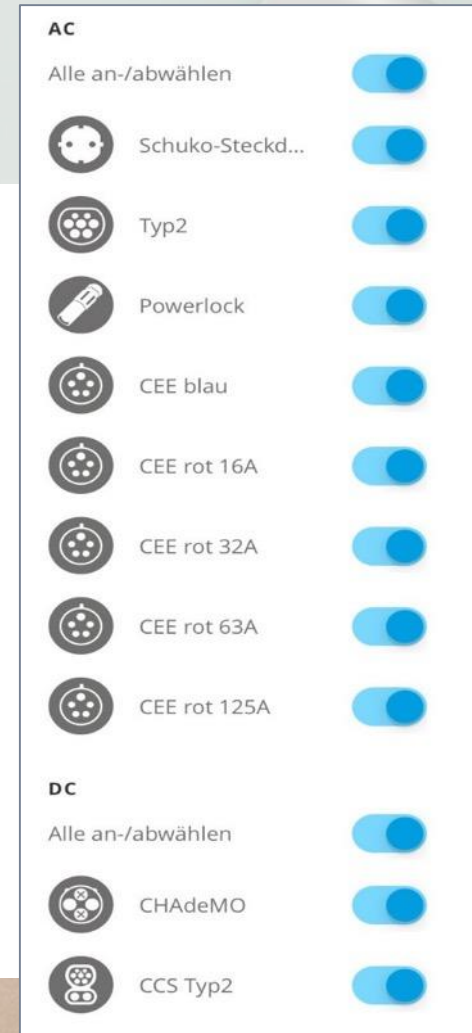 AC
Alle an-/abwählen
Schuko-Steckd...
Typ2
Powerlock
CEE blau
CEE rot 16A
CEE rot 32A
CEE rot 63A
CEE rot 125A
DC
Alle an-/abwählen
CHAdeMO
CCS Typ2